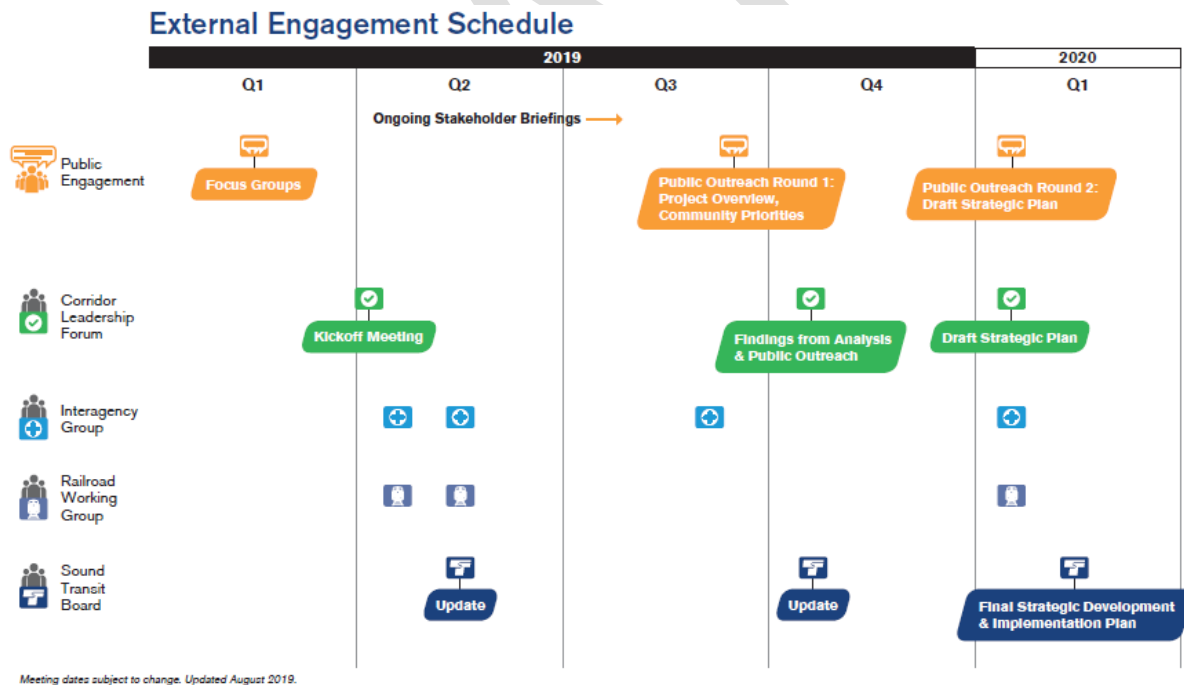 External Engagement Schedule
2019
2020
Q1
Q2
Q3
Q4
Q1
Ongoing Stakeholder Briefings
Public
Engagement
Focus Groups
Public Outreach Round 1:
Project Overview,
Community Priorities
Public Outreach Round 2:
Draft Strategic Plan
Corridor
Leadership
Forum
Kickoff Meeting
Findings from Analysis
& Public Outreach
Draft Strategic Plan
Interagency
Group
Railroad
Working
Group
Sound
Transit
Board
Update
Update
Final Strategic Development
& Implementation Plan
Meeting dates subject to change. Updated August 2019.